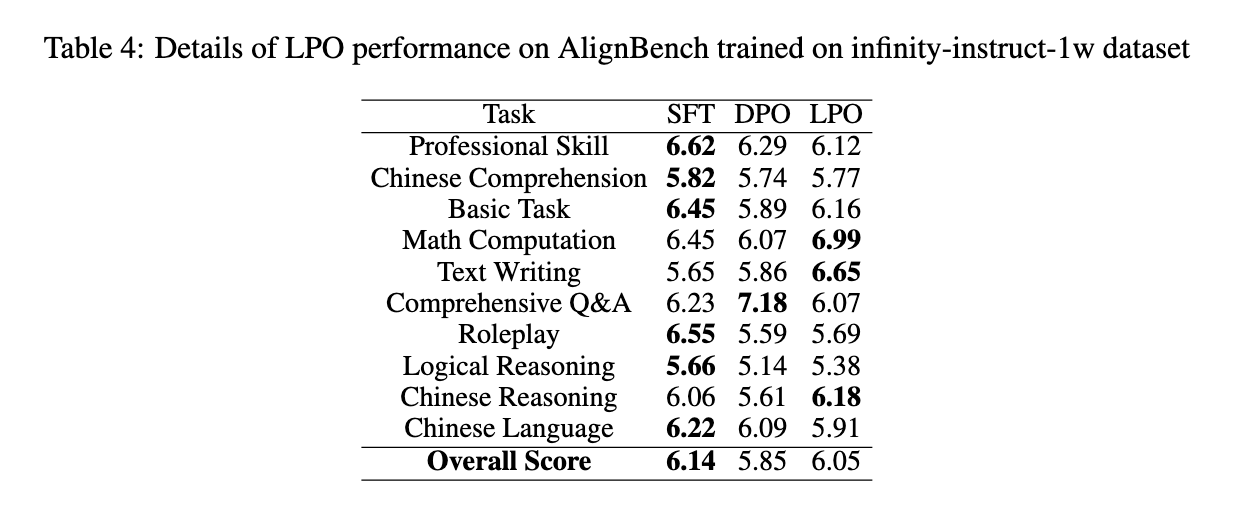 Table 4: Details of LPO performance on AlignBench trained on infinity-instruct-1w dataset
Task SFT DPO LPO
Professional Skill 6.62 6.29 6.12
Chinese Comprehension 5.82 5.74 5.77
Basic Task 6.45 5.89 6.16
Math Computation 6.45 6.07 6.99
Text Writing 5.65 5.86 6.65
Comprehensive Q&A 6.23 7.18 6.07
Roleplay 6.55 5.59 5.69
Logical Reasoning 5.66 5.14 5.38
Chinese Reasoning 6.06 5.61 6.18
Chinese Language 6.22 6.09 5.91
Overall Score 6.14 5.85 6.05